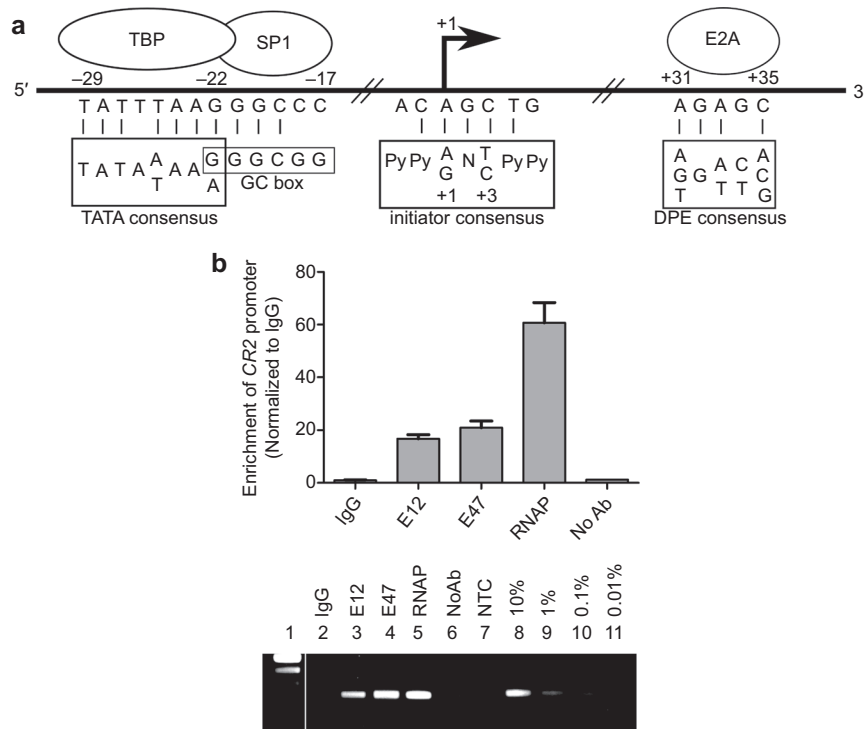 a
TBP
SP1
E2A
+1
–29
–22
–17
+31
+35
5′
3
T A T T T A A G G G C C C
A C A G C T G
A G A G C
T A T A A A A G G G C G G
T A
Py Py A N T Py Py
G C
+1 +3
A G A C A
G T T C
T G
GC box
TATA consensus
initiator consensus
DPE consensus
b
Enrichment of CR2 promoter
(Normalized to IgG)
80
60
40
20
0
IgG
E12
E47
RNAP
No Ab
IgG
E12
E47
RNAP
NoAb
NTC
10%
1%
0.1%
0.01%
1 2 3 4 5 6 7 8 9 10 11